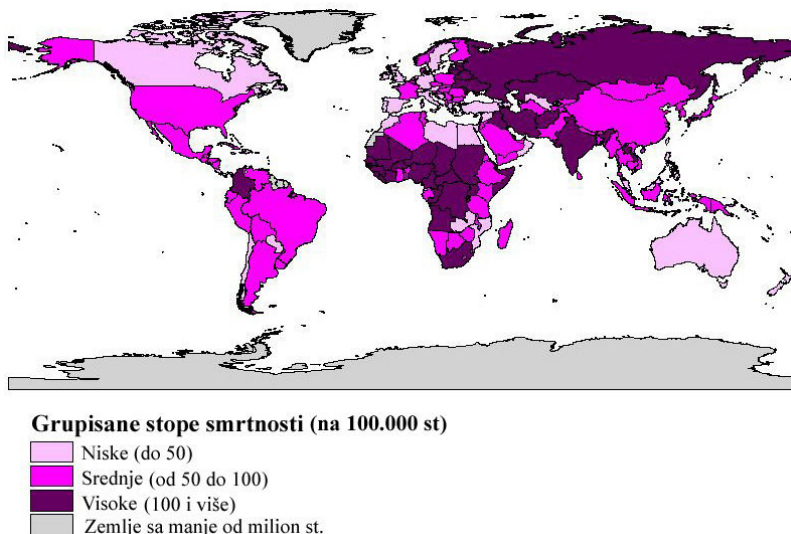 Grupisane stope smrtnosti (na 100.000 st)
Niske (do 50)
Srednje (od 50 do 100)
Visoke (100 i više)
Zemlje sa manje od milion st.